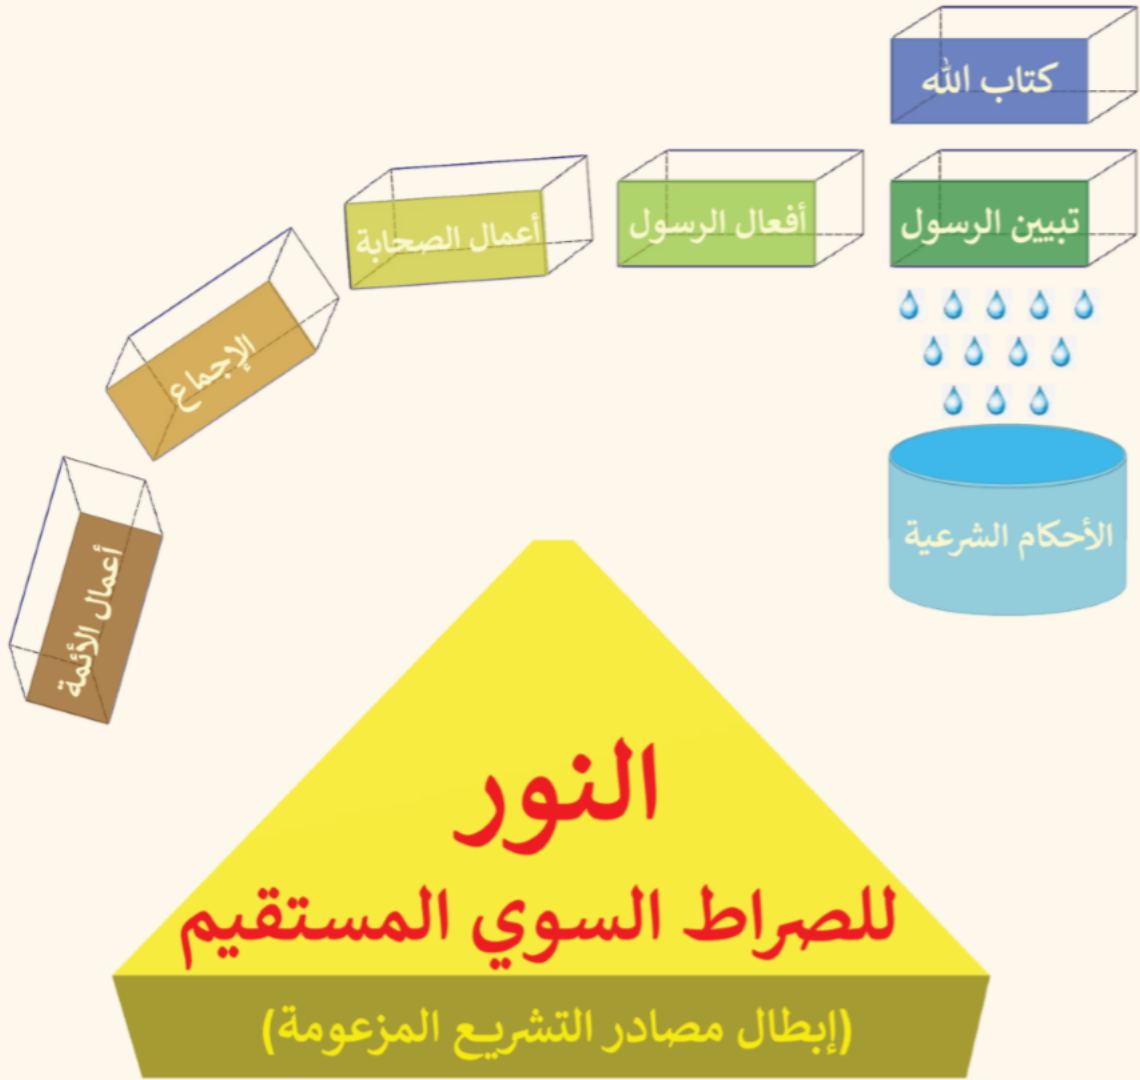 كتاب الله
تبيين الرسول
أفعال الرسول
أعمال الصحابة
الإجماع
أعمال الأئمة
الأحكام الشرعية
النور
للصراط السوي المستقيم
(إبطال مصادر التشريع المزعومة)